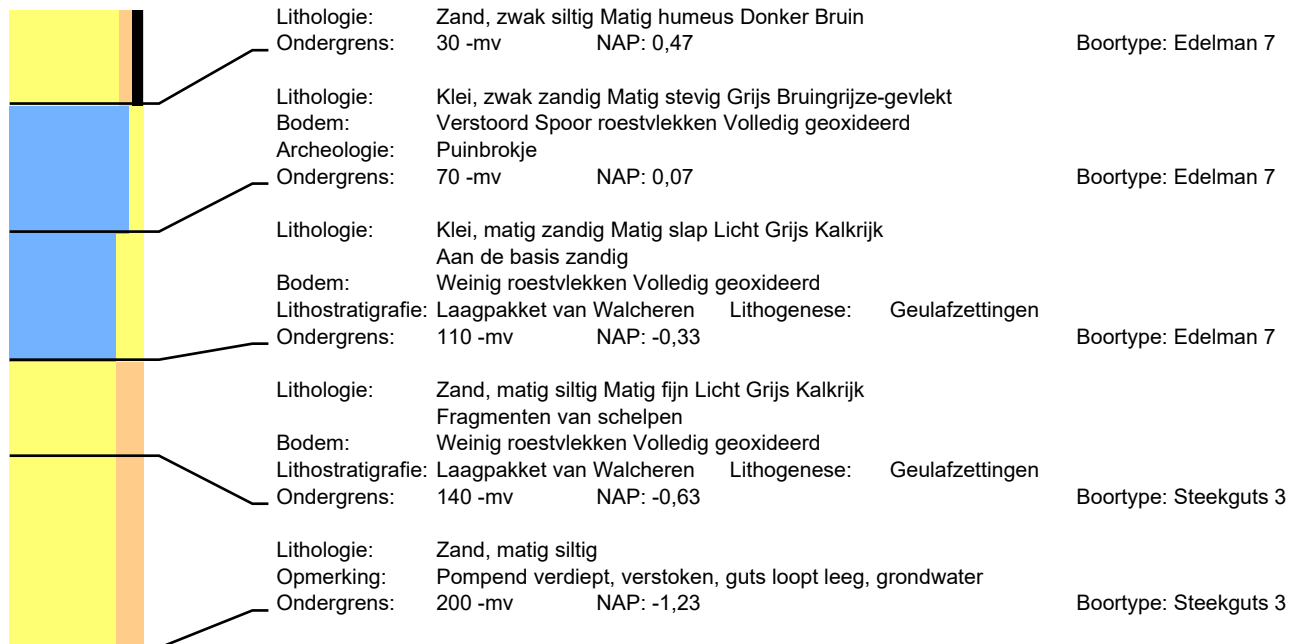 Lithologie: Zand, zwak siltig Matig humeus Donker Bruin
Ondergrens: 30 -mv NAP: 0,47 Boortype: Edelman 7
Lithologie: Klei, zwak zandig Matig stevig Grijs Bruingrijze-gevlekt
Bodem: Verstoord Spoor roestvlekken Volledig geoxideerd
Archeologie: Puinbrokje
Ondergrens: 70 -mv NAP: 0,07 Boortype: Edelman 7
Lithologie: Klei, matig zandig Matig slap Licht Grijs Kalkrijk
Aan de basis zandig
Bodem: Weinig roestvlekken Volledig geoxideerd
Lithostratigrafie: Laagpakket van Walcheren Lithogenese: Geulafzettingen
Ondergrens: 110 -mv NAP: -0,33 Boortype: Edelman 7
Lithologie: Zand, matig siltig Matig fijn Licht Grijs Kalkrijk
Fragmenten van schelpen
Bodem: Weinig roestvlekken Volledig geoxideerd
Lithostratigrafie: Laagpakket van Walcheren Lithogenese: Geulafzettingen
Ondergrens: 140 -mv NAP: -0,63 Boortype: Steekguts 3
Lithologie: Zand, matig siltig
Opmerking: Pompend verdiept, verstoken, guts loopt leeg, grondwater
Ondergrens: 200 -mv NAP: -1,23 Boortype: Steekguts 3